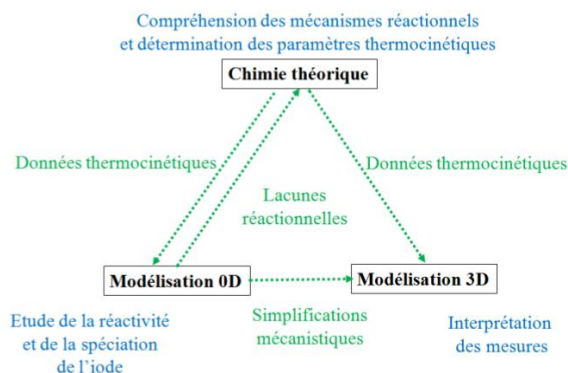 Compréhension des mécanismes réactionnels
et détermination des paramètres thermocinétiques
Chimie théorique
Données thermocinétiques
Données thermocinétiques
Lacunes
réactionnelles
Modélisation 0D
Modélisation 3D
Simplifications
mécanistiques
Etude de la réactivité
et de la spéciation
de l'iode
Interprétation
des mesures